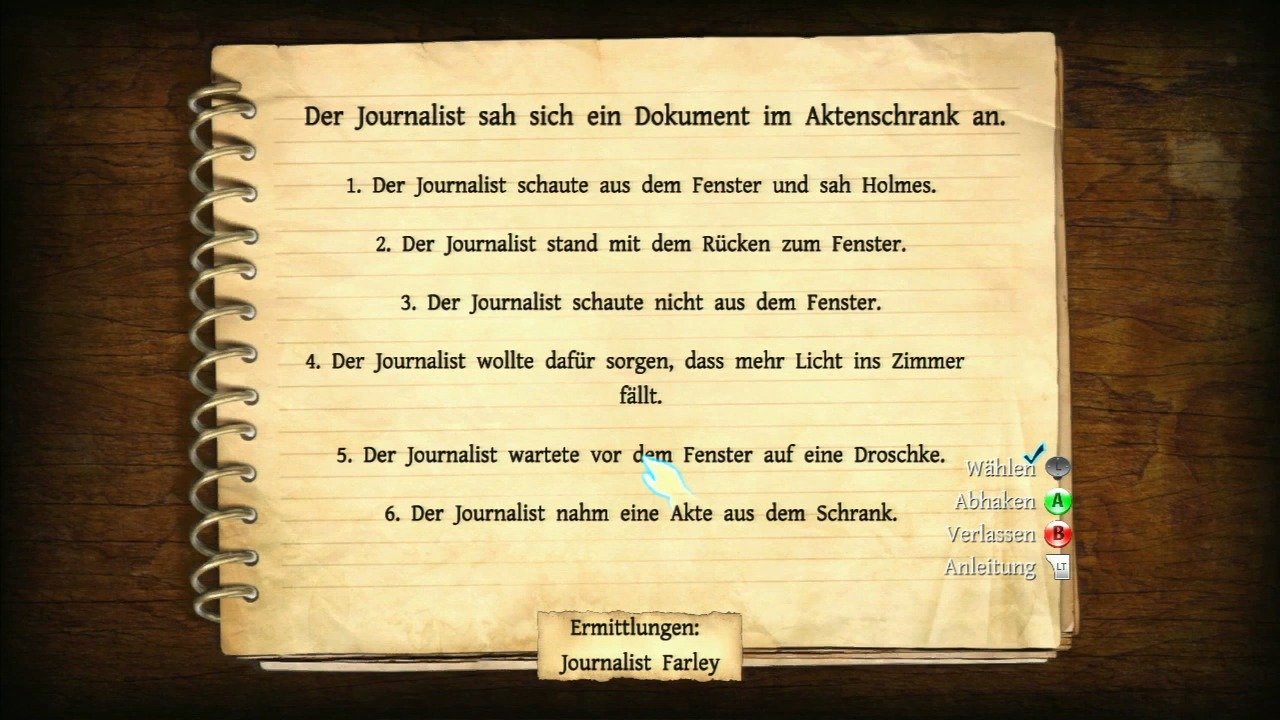 Der Journalist sah sich ein Dokument im Aktenschrank an.
1. Der Journalist schaute aus dem Fenster und sah Holmes.
2. Der Journalist stand mit dem Rücken zum Fenster.
3. Der Journalist schaute nicht aus dem Fenster.
4. Der Journalist wollte dafür sorgen, dass mehr Licht ins Zimmer
fällt.
5. Der Journalist wartete vor dem Fenster auf eine Droschke.
6. Der Journalist nahm eine Akte aus dem Schrank.
Wählen L
Abhaken A
Verlassen B
Anleitung LT
Ermittlungen:
Journalist Farley